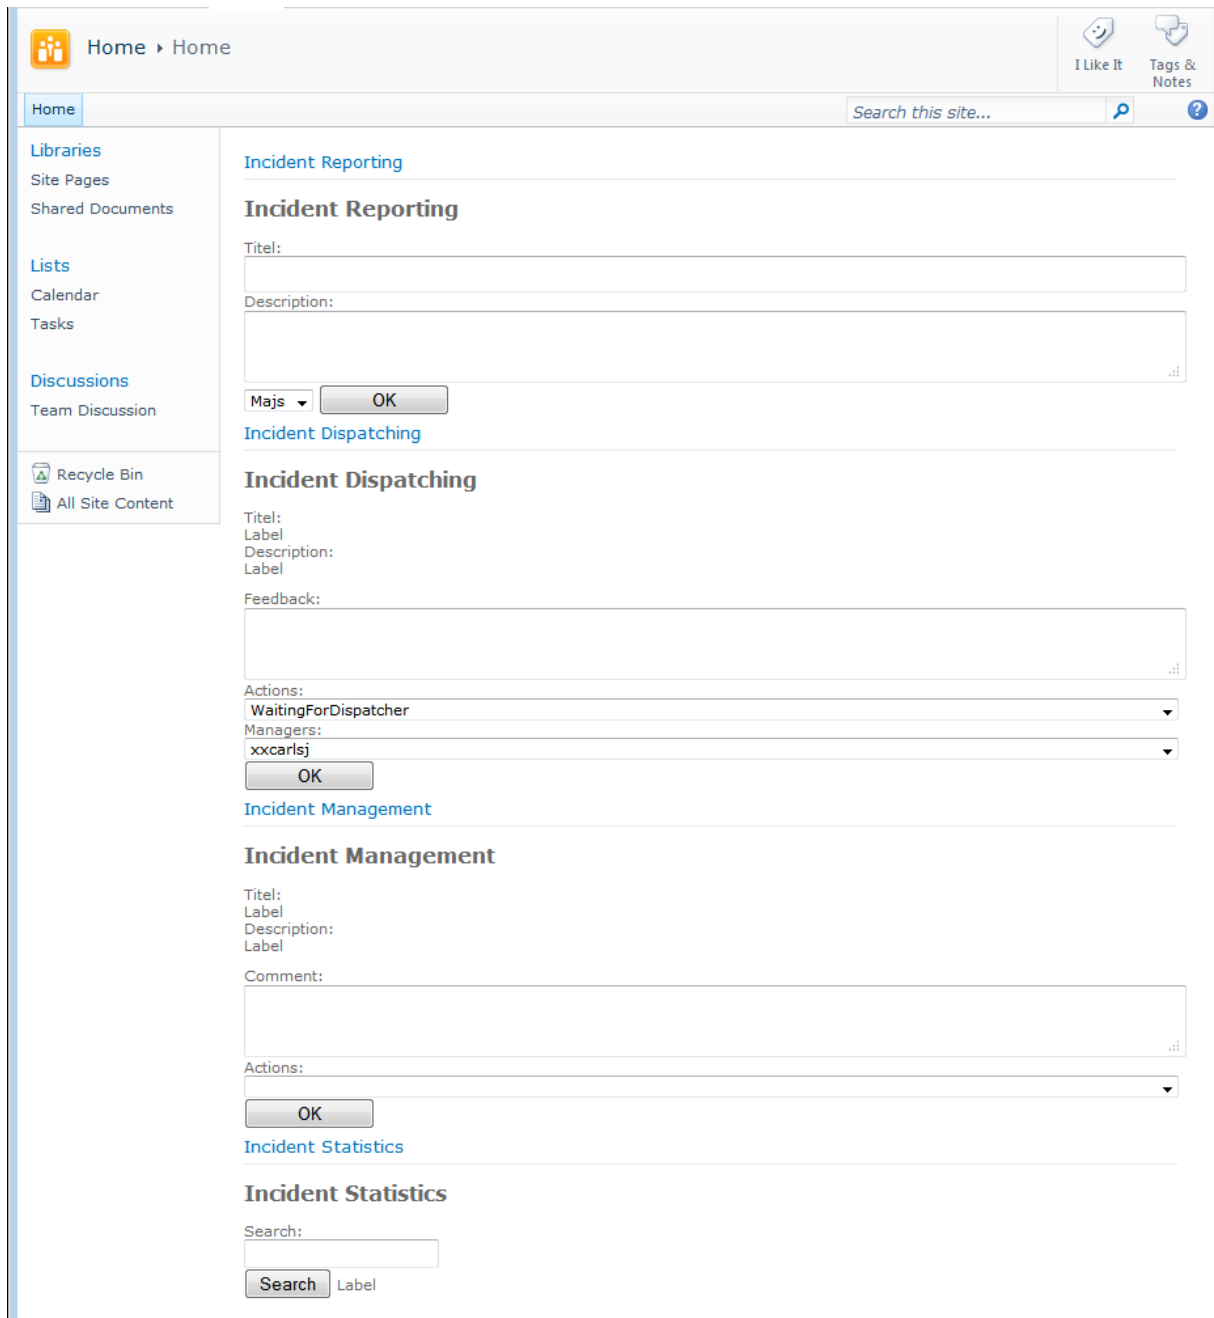 Home ▸ Home
I Like It
Tags &
Notes
Home
Search this site...
Libraries
Site Pages
Shared Documents
Lists
Calendar
Tasks
Discussions
Team Discussion
Recycle Bin
All Site Content
Incident Reporting
Incident Reporting
Titel:
Description:
Majs OK
Incident Dispatching
Incident Dispatching
Titel:
Label
Description:
Label
Feedback:
Actions:
WaitingForDispatcher
Managers:
xxcarlsj
OK
Incident Management
Incident Management
Titel:
Label
Description:
Label
Comment:
Actions:
OK
Incident Statistics
Incident Statistics
Search:
Search Label